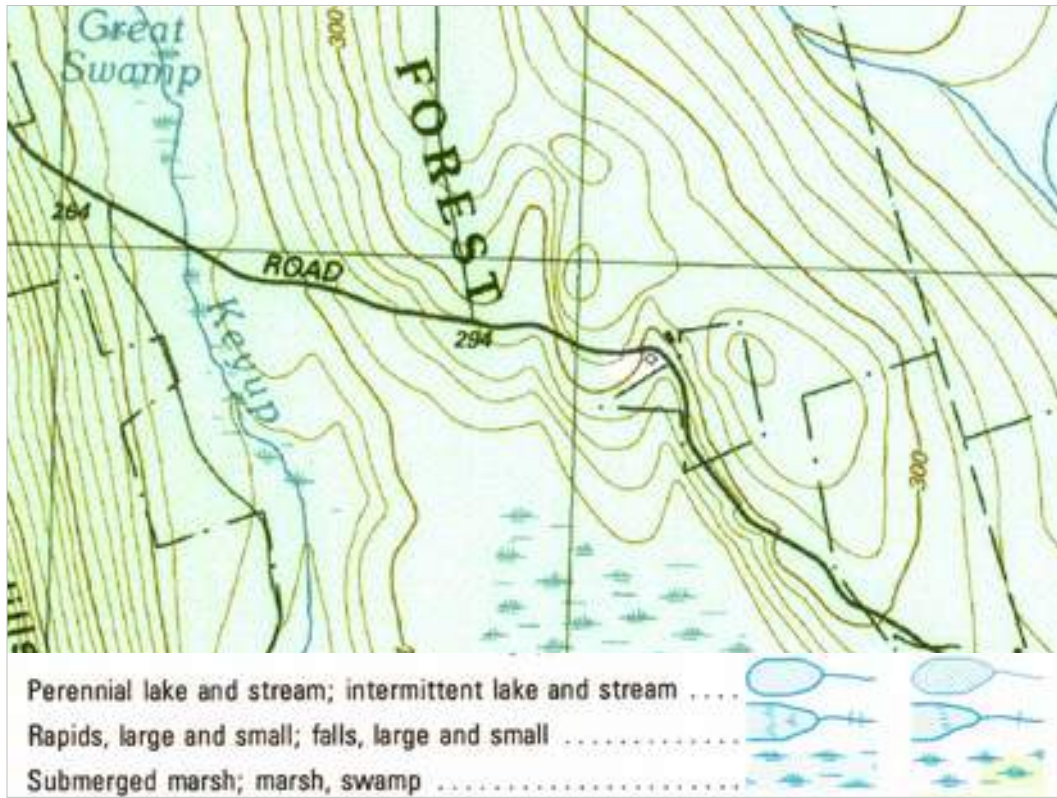 Great
Swamp
300
FOREST
264
ROAD
Keyup
294
300
Perennial lake and stream; intermittent lake and stream ....
Rapids, large and small; falls, large and small ................
Submerged marsh; marsh, swamp ............................